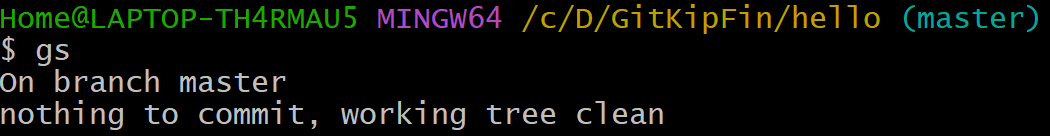 Home@LAPTOP-TH4RMAU5 MINGW64 /c/D/GitKipFin/hello (master)
$ gs
On branch master
nothing to commit, working tree clean